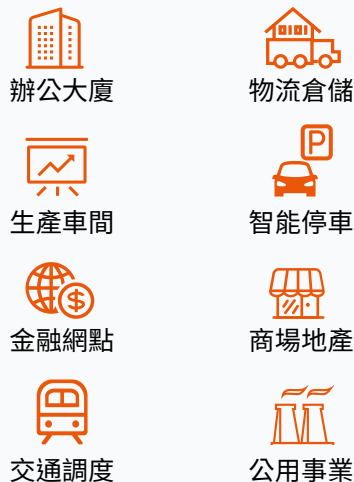 辦公大廈
物流倉儲
P
生產車間
智能停車
$
金融網點
商場地產
交通調度
公用事業